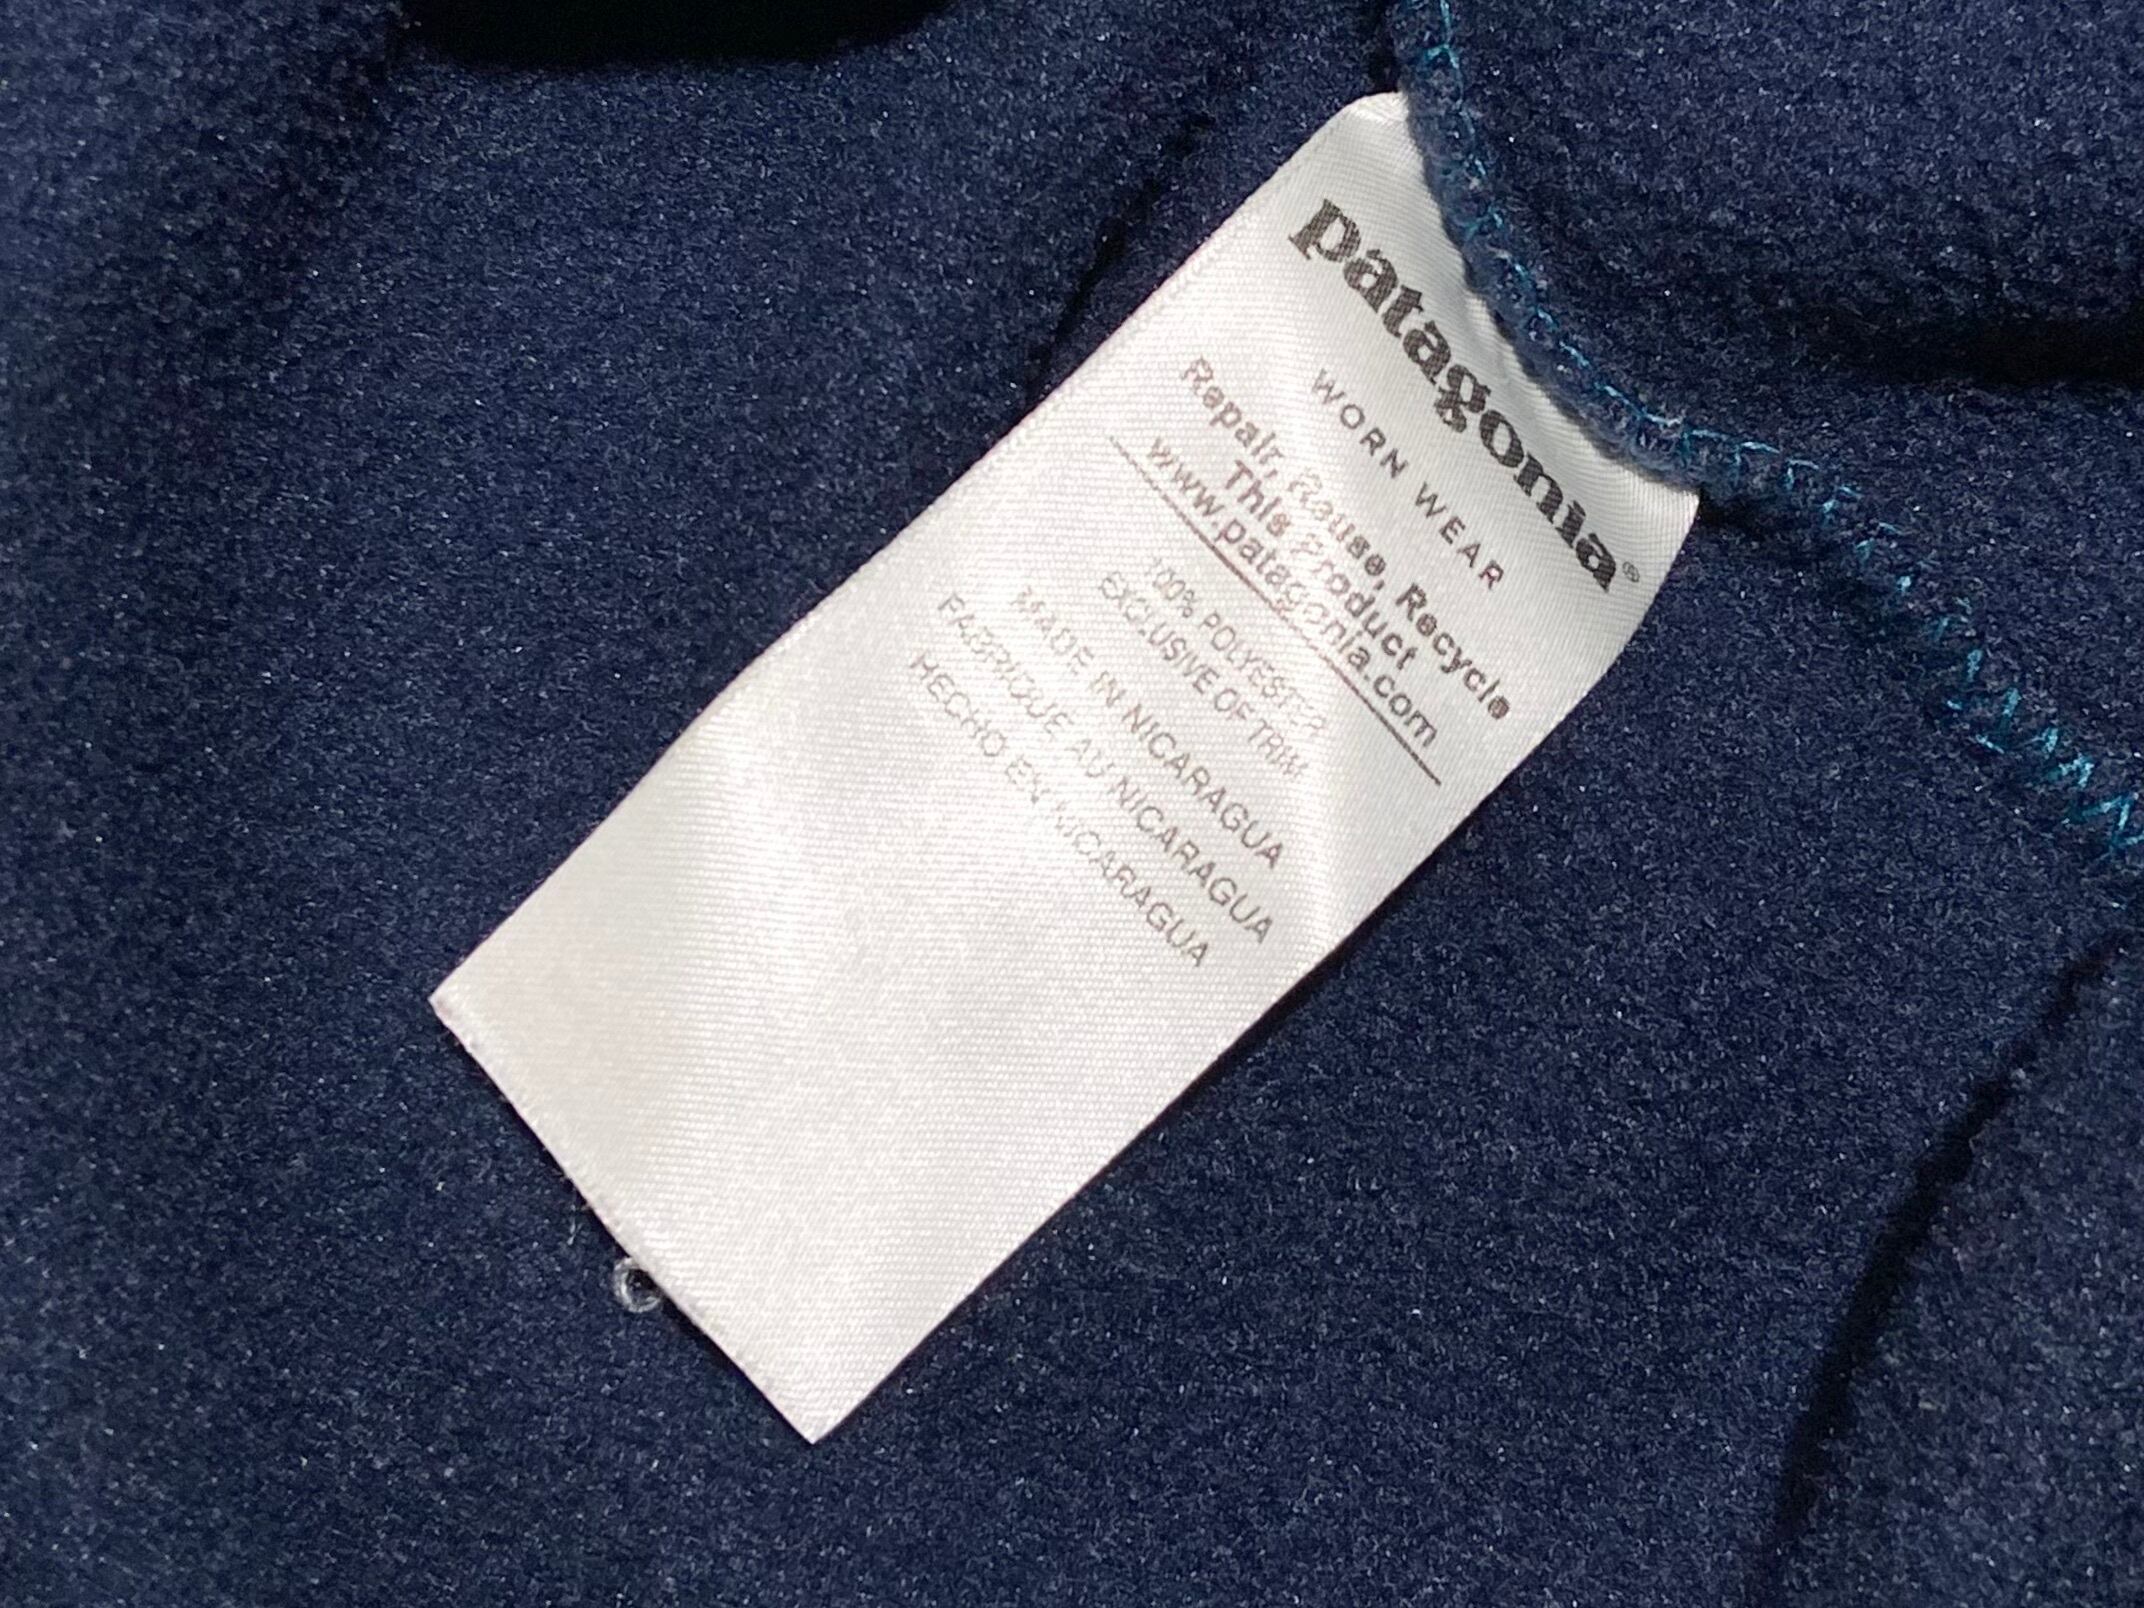 patagonia®
WORN WEAR
Repair, Reuse, Recycle
This Product
www.patagonia.com
100% POLYESTER
EXCLUSIVE OF TRIM
MADE IN NICARAGUA
FABRIQUE AU NICARAGUA
HECHO EN NICARAGUA